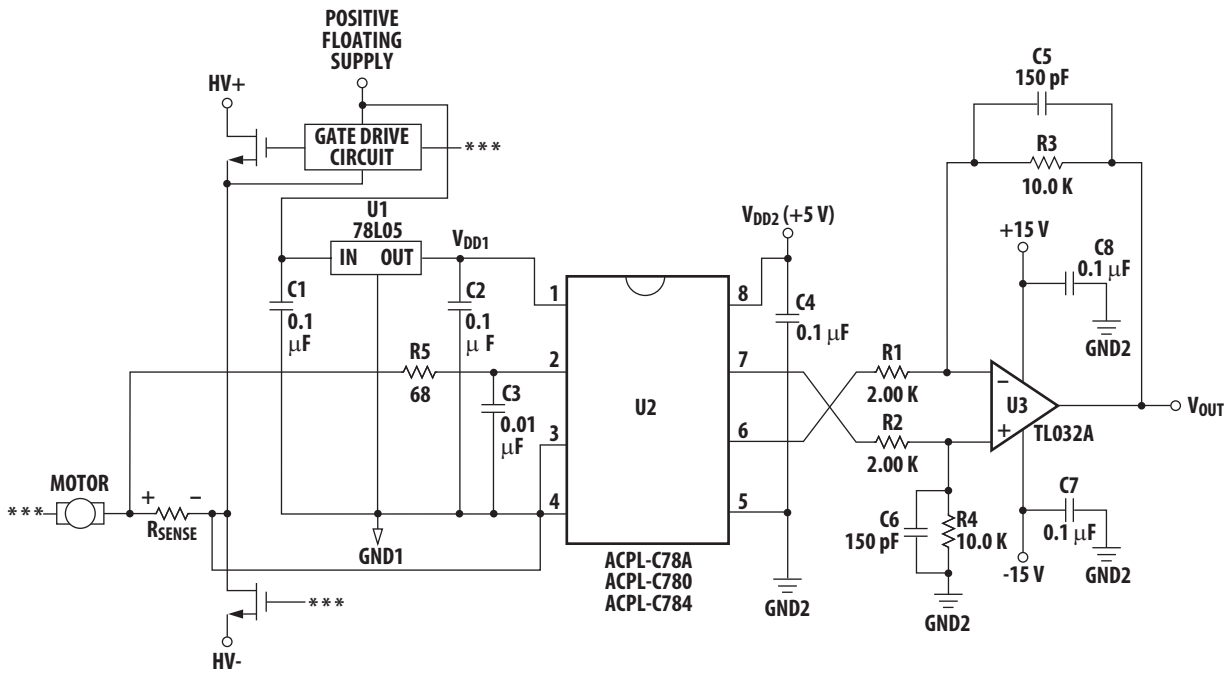 POSITIVE
FLOATING
SUPPLY
HV+
GATE DRIVE
CIRCUIT
***
U1
78L05
IN OUT
VDD1
C1
0.1
μF
C2
0.1
μ F
R5
68
C3
0.01
μF
MOTOR
***
+ −
RSENSE
GND1
***
HV-
1
2
3
4
8
7
6
5
U2
ACPL-C78A
ACPL-C780
ACPL-C784
VDD2 (+5 V)
C4
0.1 μF
GND2
R1
2.00 K
R2
2.00 K
C5
150 pF
R3
10.0 K
+15 V
C8
0.1 μF
GND2
−
U3
+
TL032A
VOUT
C6
150 pF
R4
10.0 K
GND2
C7
0.1 μF
GND2
-15 V